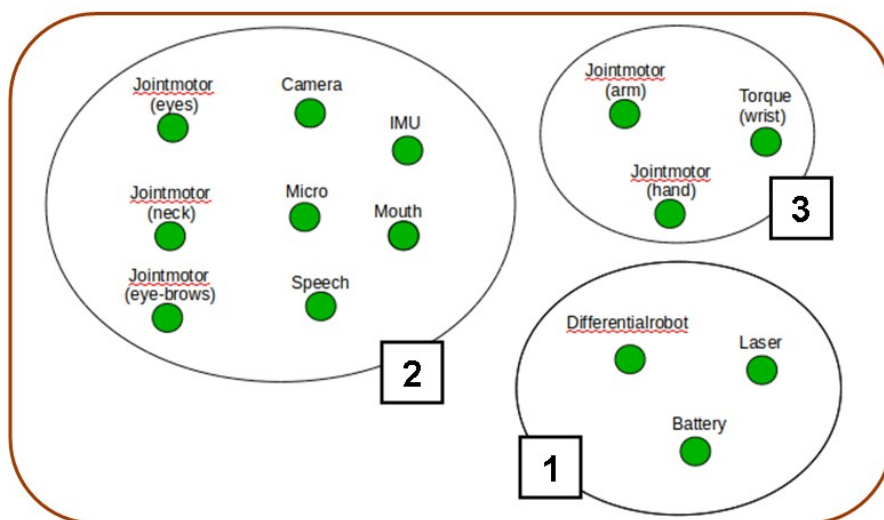 Jointmotor
(eyes)
Camera
IMU
Jointmotor
(neck)
Micro
Mouth
Jointmotor
(eye-brows)
Speech
2
Jointmotor
(arm)
Torque
(wrist)
Jointmotor
(hand)
3
Differentialrobot
Laser
Battery
1